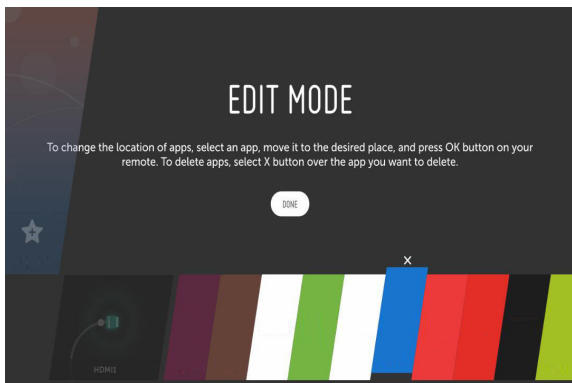 EDIT MODE
To change the location of apps, select an app, move it to the desired place, and press OK button on your
remote. To delete apps, select X button over the app you want to delete.
DONE
X
HDMI1